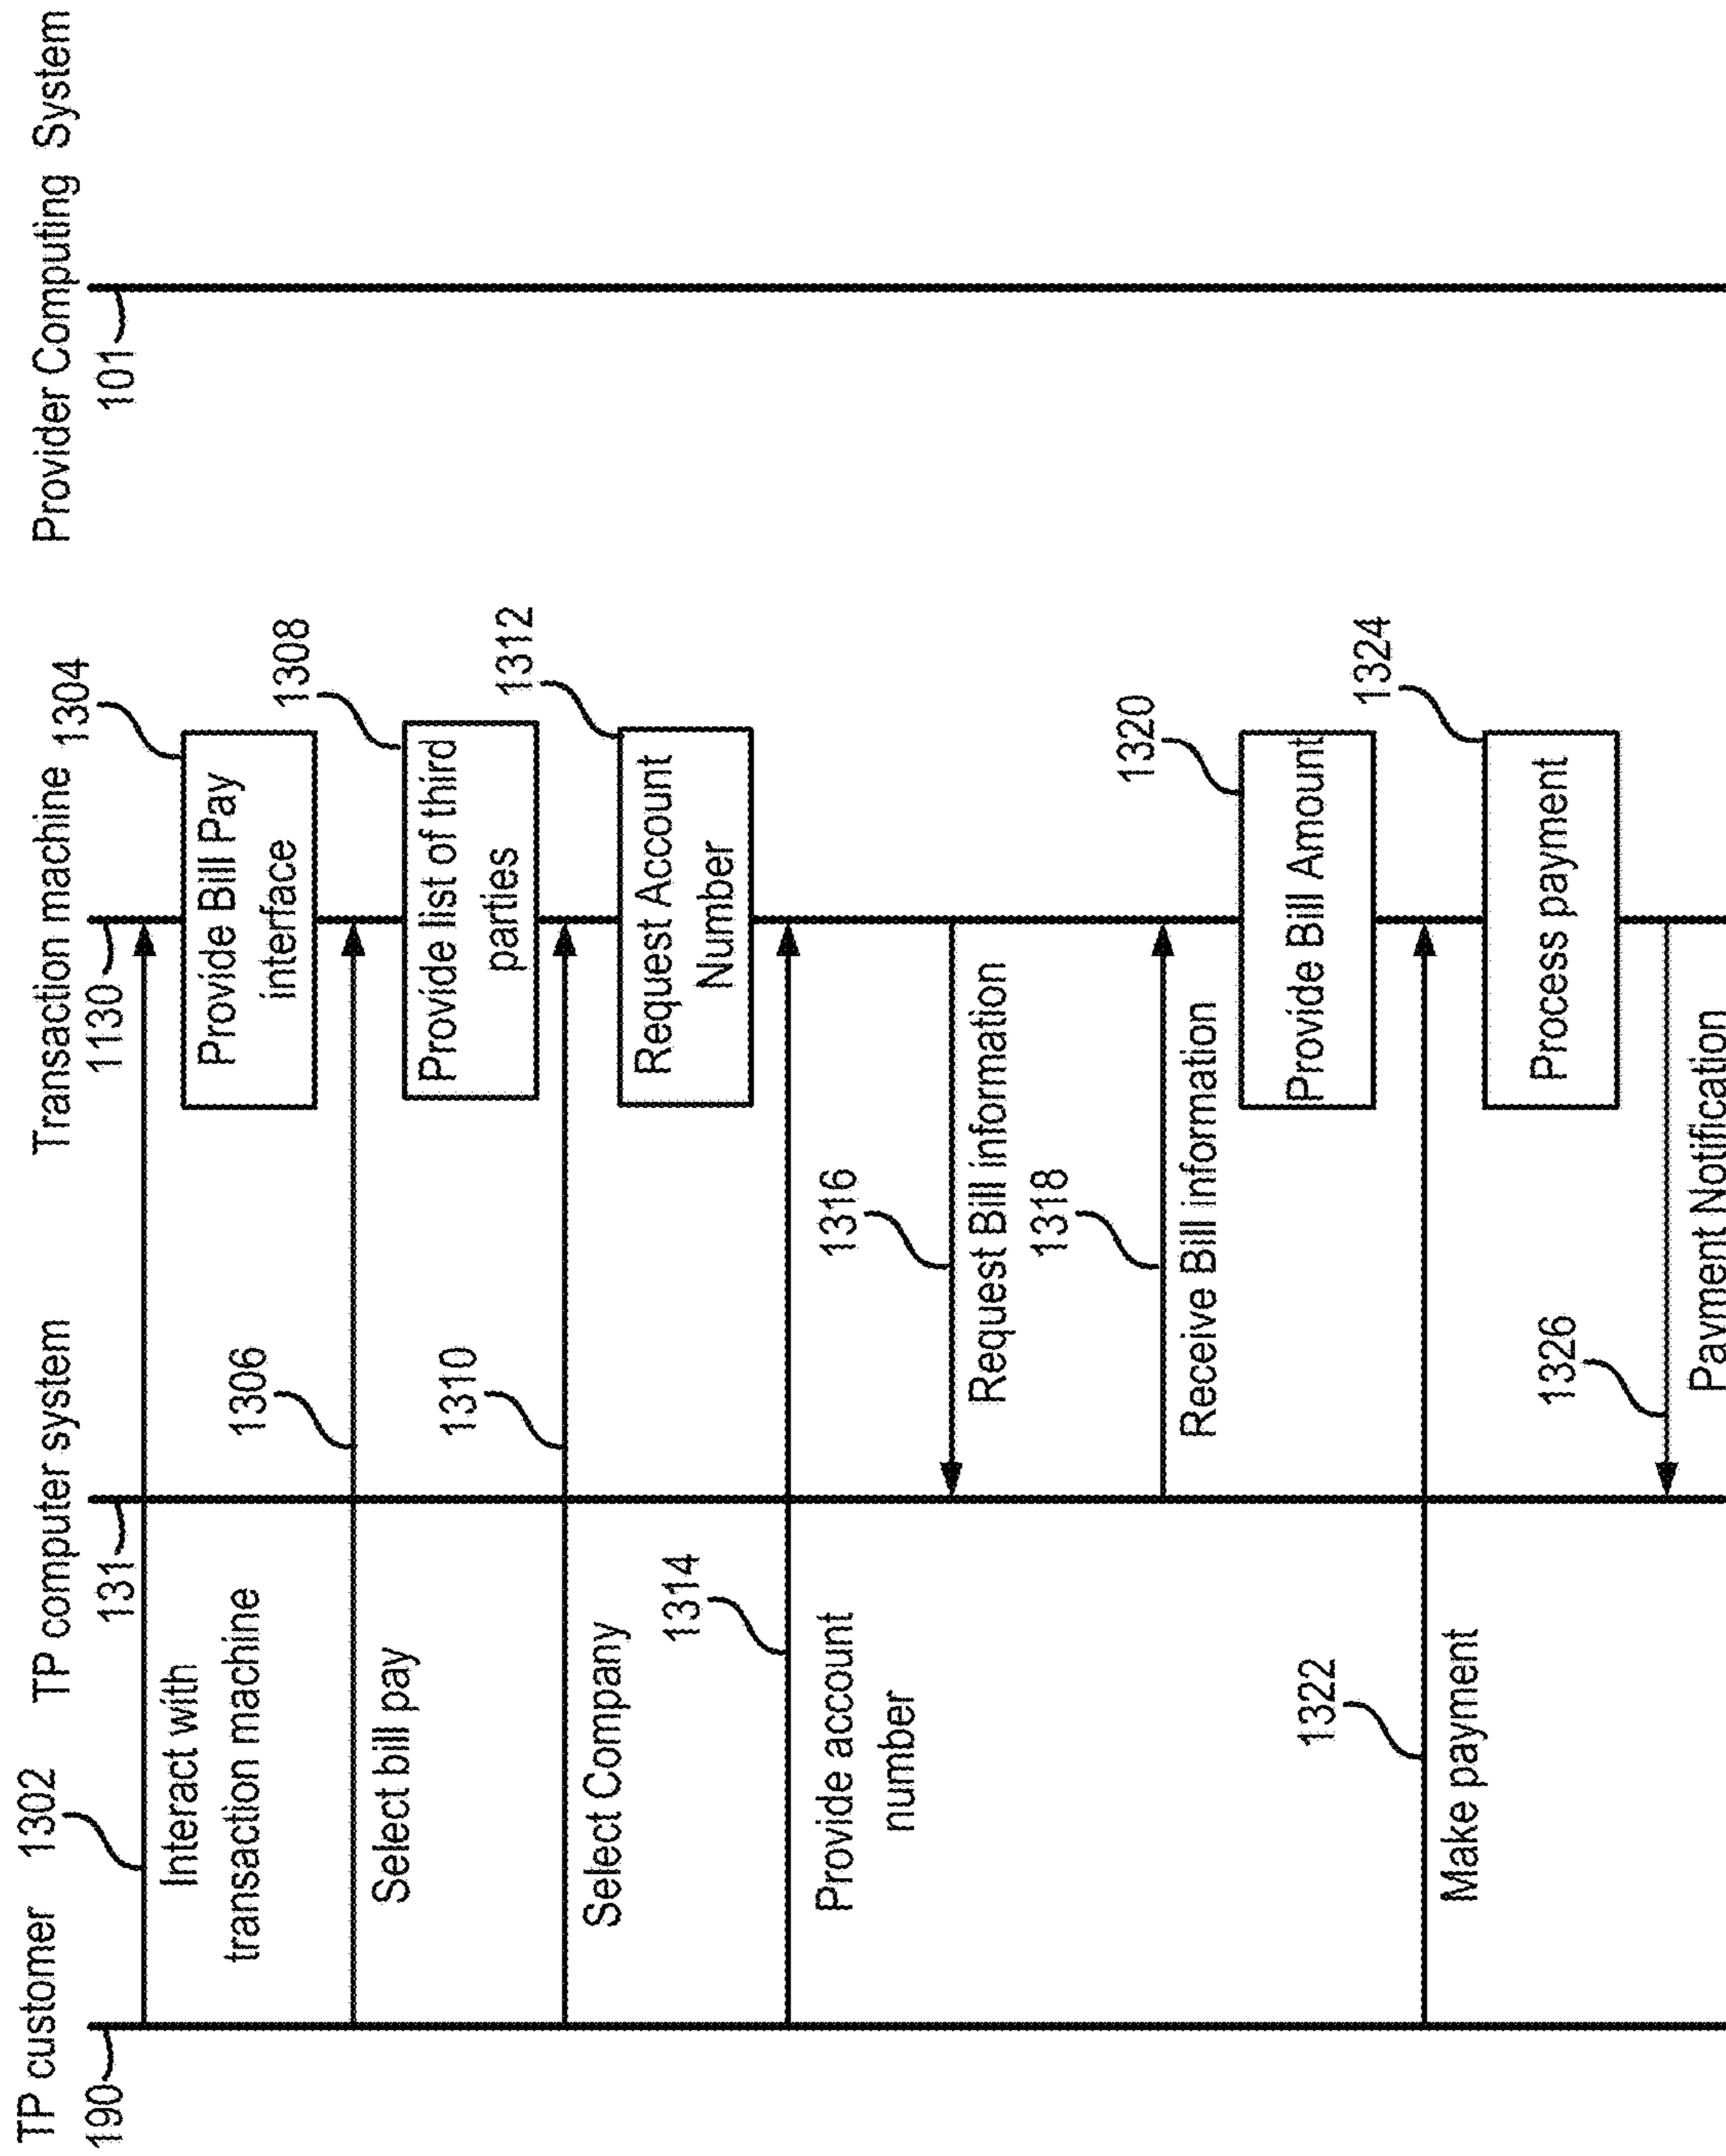 TP customer
1302
TP computer system
Transaction machine
1304
Provider Computing System
190
131
1130
101
Interact with
transaction machine
Provide Bill Pay
interface
1306
1308
Select bill pay
Provide list of third
parties
1310
1312
Select Company
Request Account
Number
1314
Provide account
number
1316
Request Bill information
1318
Receive Bill information
1320
Provide Bill Amount
1322
1324
Make payment
Process payment
1326
Payment Notification